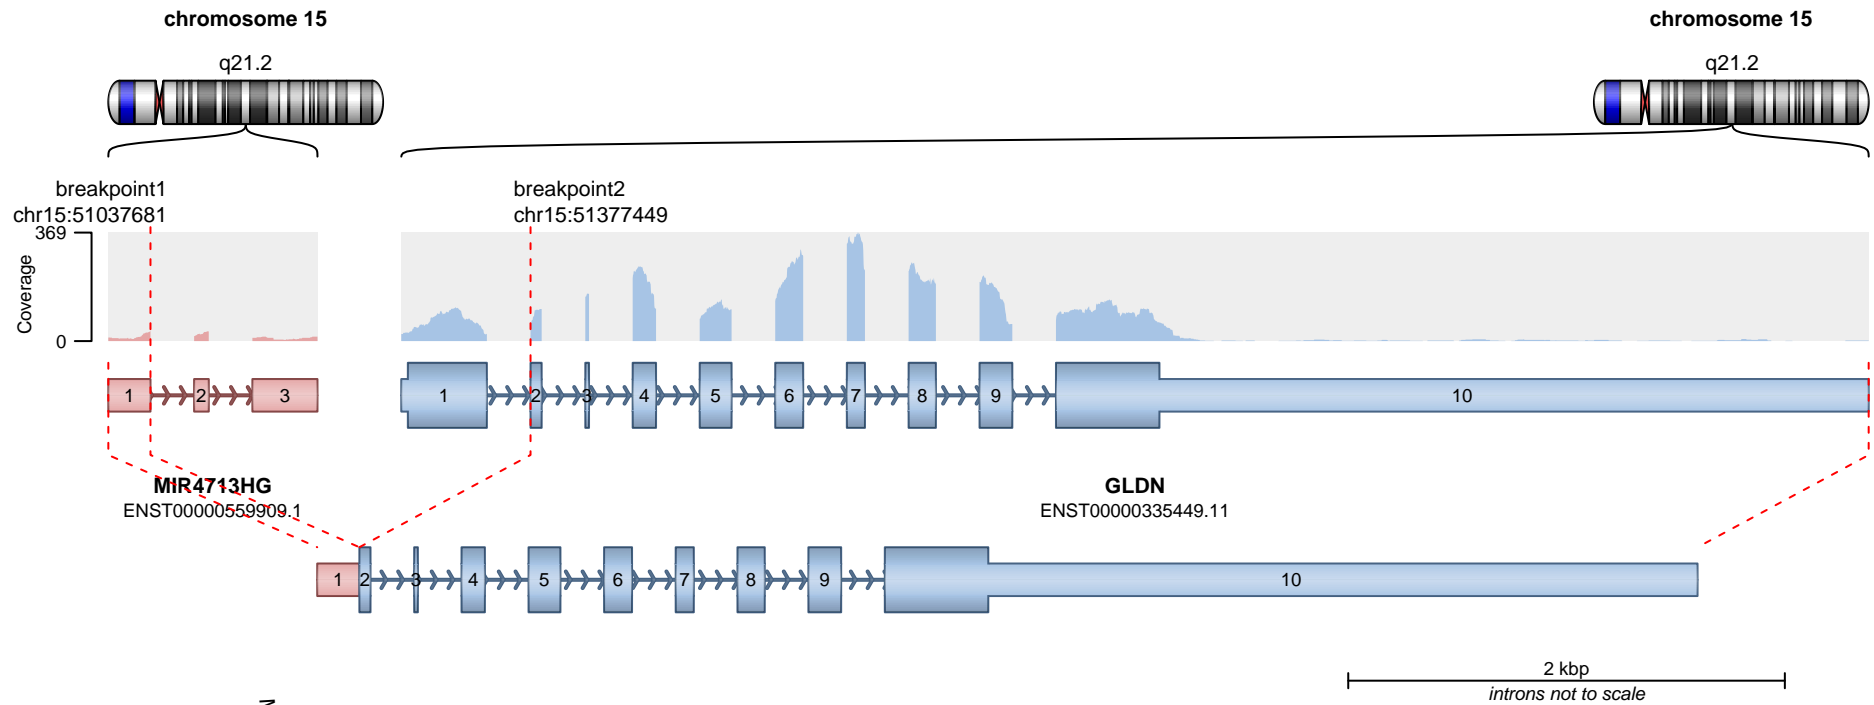 chromosome 15
chromosome 15
q21.2
q21.2
breakpoint1
chr15:51037681
breakpoint2
chr15:51377449
369
Coverage
0
1 2 3
1 2 3 4 5 6 7 8 9 10
MIR4713HG
ENST00000559909.1
GLDN
ENST00000335449.11
1 2 3 4 5 6 7 8 9 10
2 kbp
introns not to scale